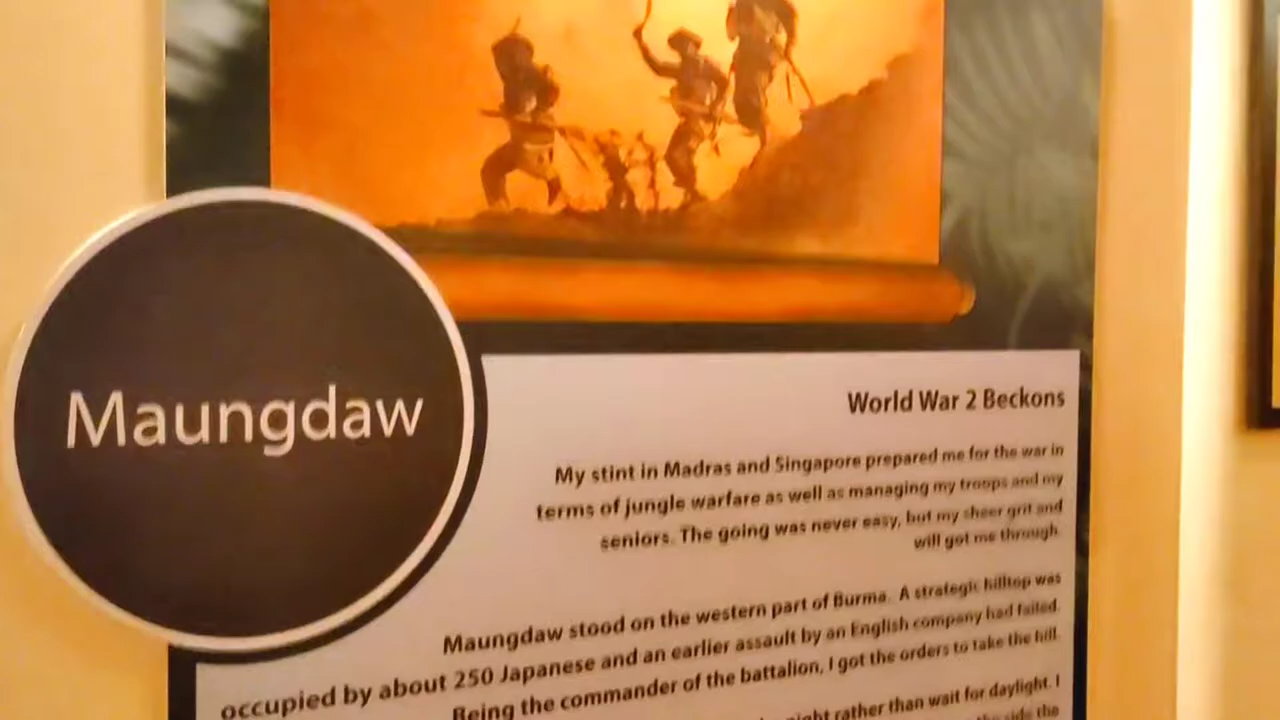 Maungdaw
World War 2 Beckons
My stint in Madras and Singapore prepared me for the war in
terms of jungle warfare as well as managing my troops and my
seniors. The going was never easy, but my sheer grit and
will got me through.
Maungdaw stood on the western part of Burma. A strategic hilltop was
occupied by about 250 Japanese and an earlier assault by an English company had failed.
Being the commander of the battalion, I got the orders to take the hill.
night rather than wait for daylight. I
side the